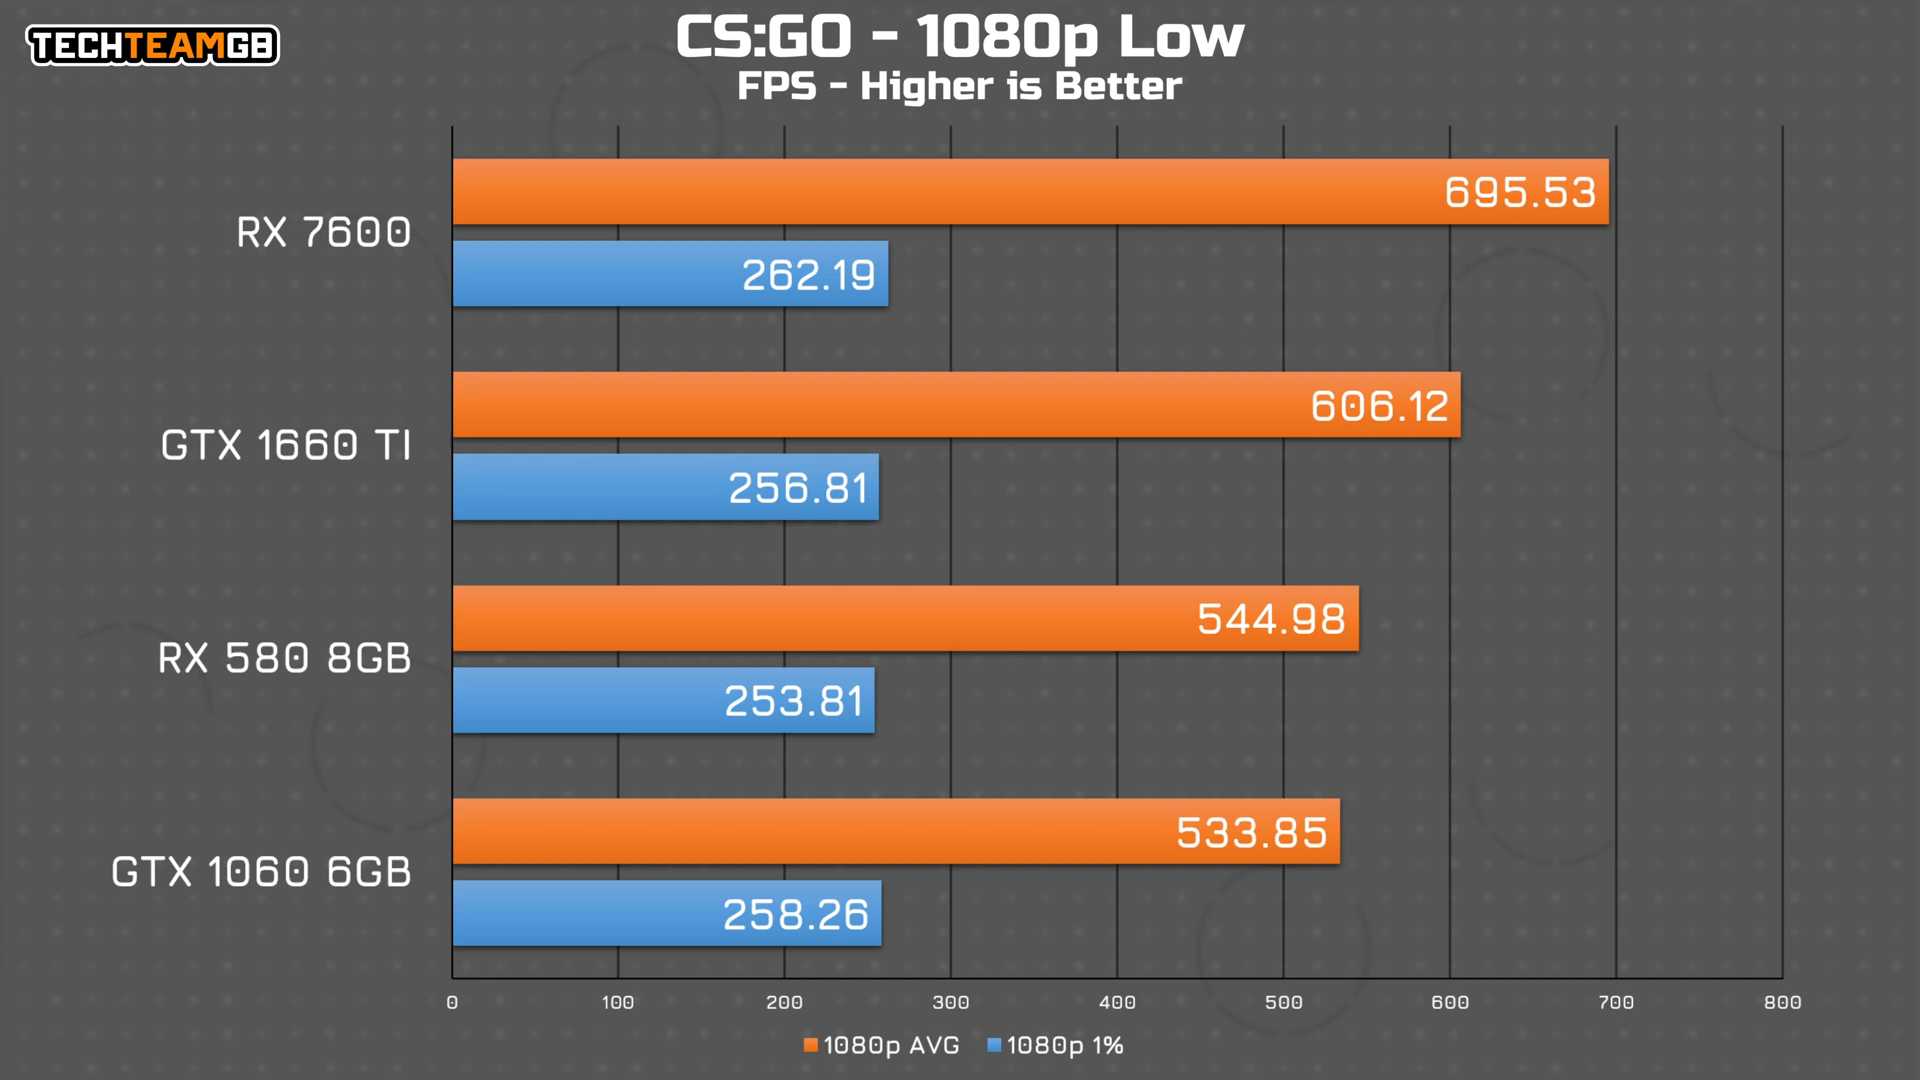 TECHTEAMGB
CS:GO - 1080p Low
FPS - Higher is Better
RX 7600
695.53
262.19
GTX 1660 TI
606.12
256.81
RX 580 8GB
544.98
253.81
GTX 1060 6GB
533.85
258.26
0 100 200 300 400 500 600 700 800
1080p AVG 1080p 1%